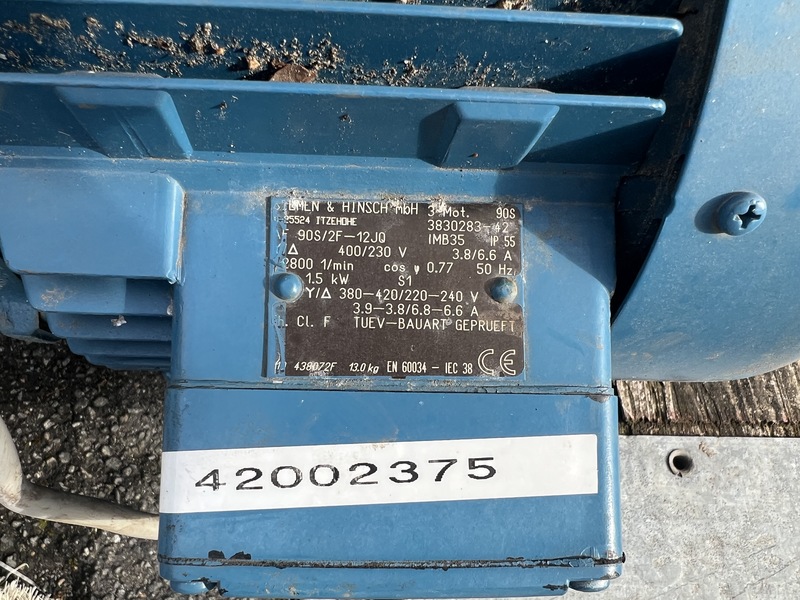 & HINSCH MbH 3~Mot. 90S
ITZEHOHE 3830283-42
90S/2F-12JQ IMB35 IP 55
Δ 400/230 V 3.8/6.6 A
2800 1/min cos φ 0.77 50 Hz
1.5 kW S1
Y/Δ 380-420/220-240 V
3.9-3.8/6.8-6.6 A
Cl. F TUEV-BAUART GEPRUEFT
438072F 13.0 kg EN 60034 - IEC 38 CE
42002375